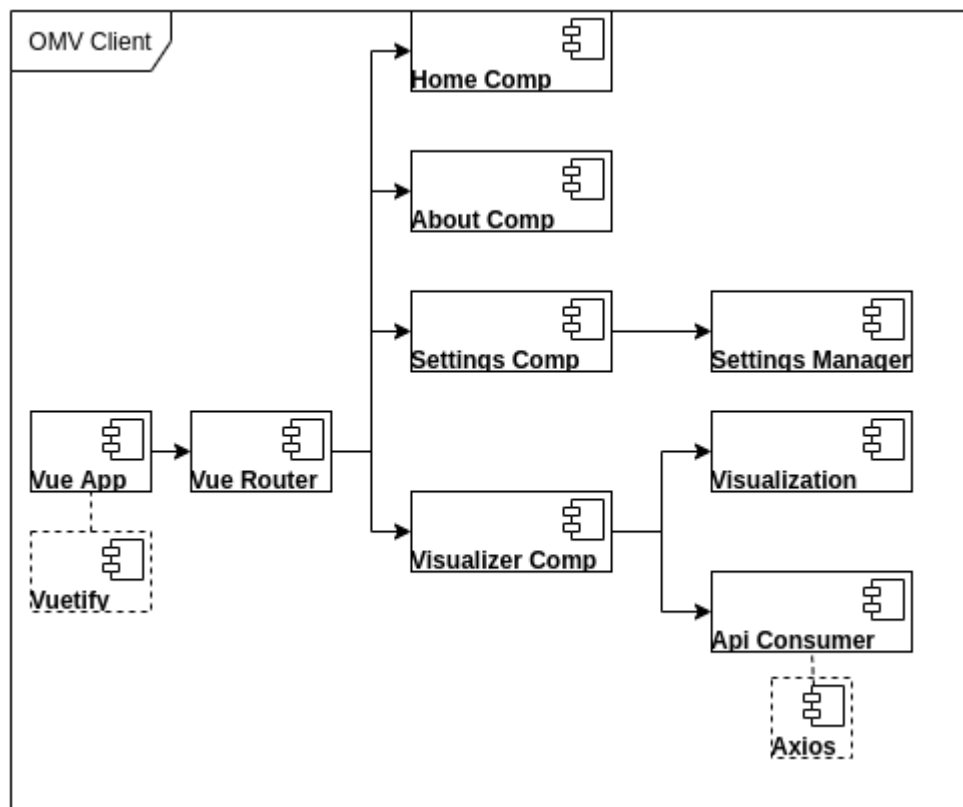 OMV Client
Home Comp
About Comp
Settings Comp
Settings Manager
Vue App
Vue Router
Visualization
Visualizer Comp
Vuetify
Api Consumer
Axios